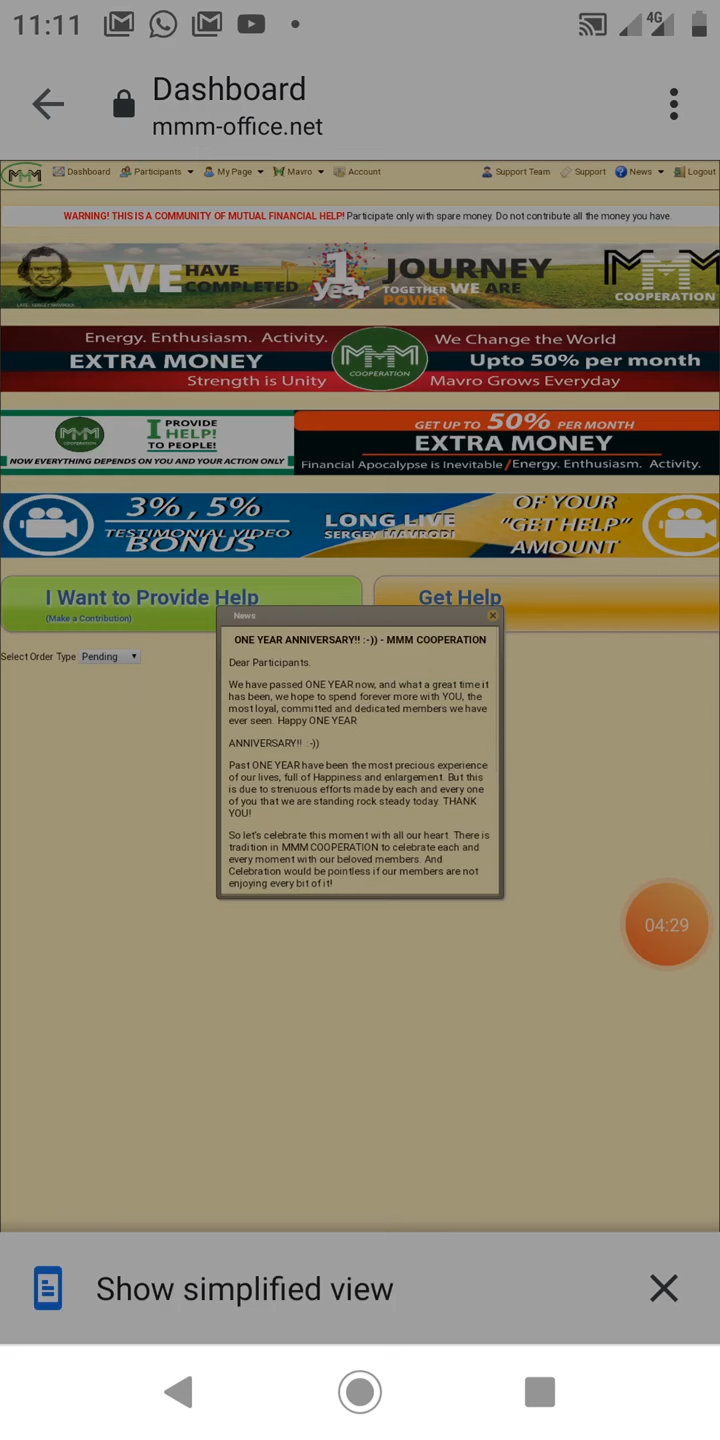 11:11
4G
Dashboard
mmm-office.net
MMM Dashboard Participants My Page Mavro Account Support Team Support News Logout
WARNING! THIS IS A COMMUNITY OF MUTUAL FINANCIAL HELP! Participate only with spare money. Do not contribute all the money you have.
WE HAVE COMPLETED 1 year JOURNEY
TOGETHER WE ARE POWER
MMM COOPERATION
LATE. SERGEY MAVRODI
Energy. Enthusiasm. Activity.
EXTRA MONEY
Strength is Unity
MMM
COOPERATION
We Change the World
Upto 50% per month
Mavro Grows Everyday
MMM
COOPERATION
I PROVIDE
HELP!
TO PEOPLE!
NOW EVERYTHING DEPENDS ON YOU AND YOUR ACTION ONLY
GET UP TO 50% PER MONTH
EXTRA MONEY
Financial Apocalypse is Inevitable / Energy. Enthusiasm. Activity.
3% , 5%
TESTIMONIAL VIDEO
BONUS
LONG LIVE
SERGEY MAVRODI
OF YOUR
"GET HELP"
AMOUNT
I Want to Provide Help
(Make a Contribution)
Get Help
Select Order Type Pending
News
ONE YEAR ANNIVERSARY!! :-)) - MMM COOPERATION
Dear Participants.
We have passed ONE YEAR now, and what a great time it
has been, we hope to spend forever more with YOU, the
most loyal, committed and dedicated members we have
ever seen. Happy ONE YEAR
ANNIVERSARY!! :-))
Past ONE YEAR have been the most precious experience
of our lives, full of Happiness and enlargement. But this
is due to strenuous efforts made by each and every one
of you that we are standing rock steady today. THANK
YOU!
So let's celebrate this moment with all our heart. There is
tradition in MMM COOPERATION to celebrate each and
every moment with our beloved members. And
Celebration would be pointless if our members are not
enjoying every bit of it!
04:29
Show simplified view